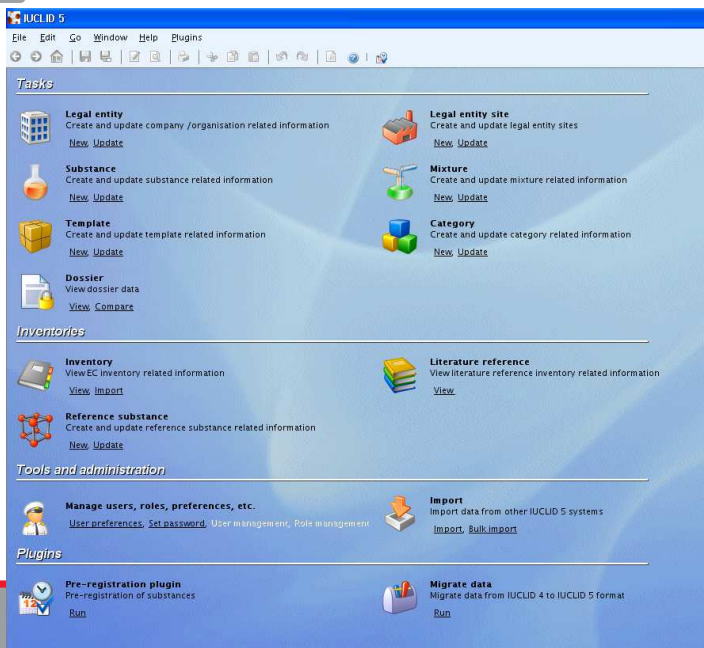 IUCLID 5
File Edit Go Window Help Plugins
Tasks
Legal entity
Create and update company /organisation related information
New, Update
Legal entity site
Create and update legal entity sites
New, Update
Substance
Create and update substance related information
New, Update
Mixture
Create and update mixture related information
New, Update
Template
Create and update template related information
New, Update
Category
Create and update category related information
New, Update
Dossier
View dossier data
View, Compare
Inventories
Inventory
View EC inventory related information
View, Import
Literature reference
View literature reference inventory related information
View
Reference substance
Create and update reference substance related information
New, Update
Tools and administration
Manage users, roles, preferences, etc.
User preferences, Set password, User management, Role management
Import
Import data from other IUCLID 5 systems
Import, Bulk import
Plugins
12
Pre-registration plugin
Pre-registration of substances
Run
Migrate data
Migrate data from IUCLID 4 to IUCLID 5 format
Run